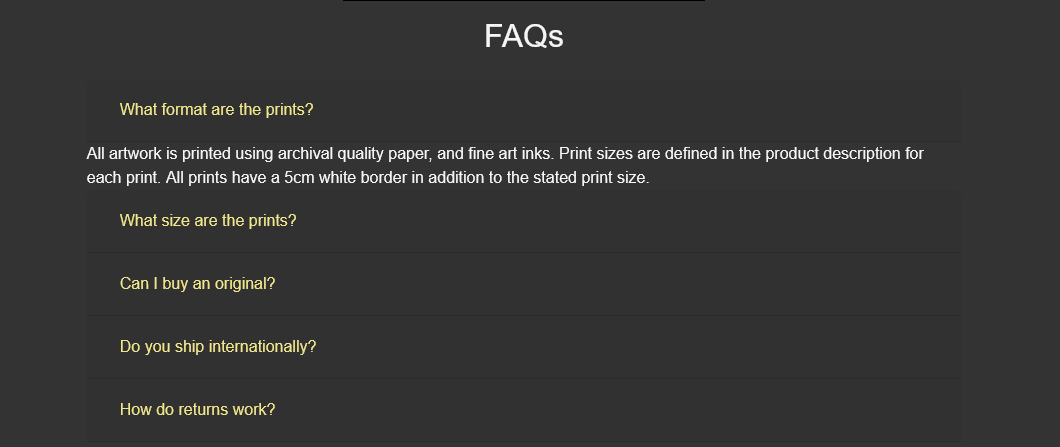 FAQs
What format are the prints?
All artwork is printed using archival quality paper, and fine art inks. Print sizes are defined in the product description for
each print. All prints have a 5cm white border in addition to the stated print size.
What size are the prints?
Can I buy an original?
Do you ship internationally?
How do returns work?